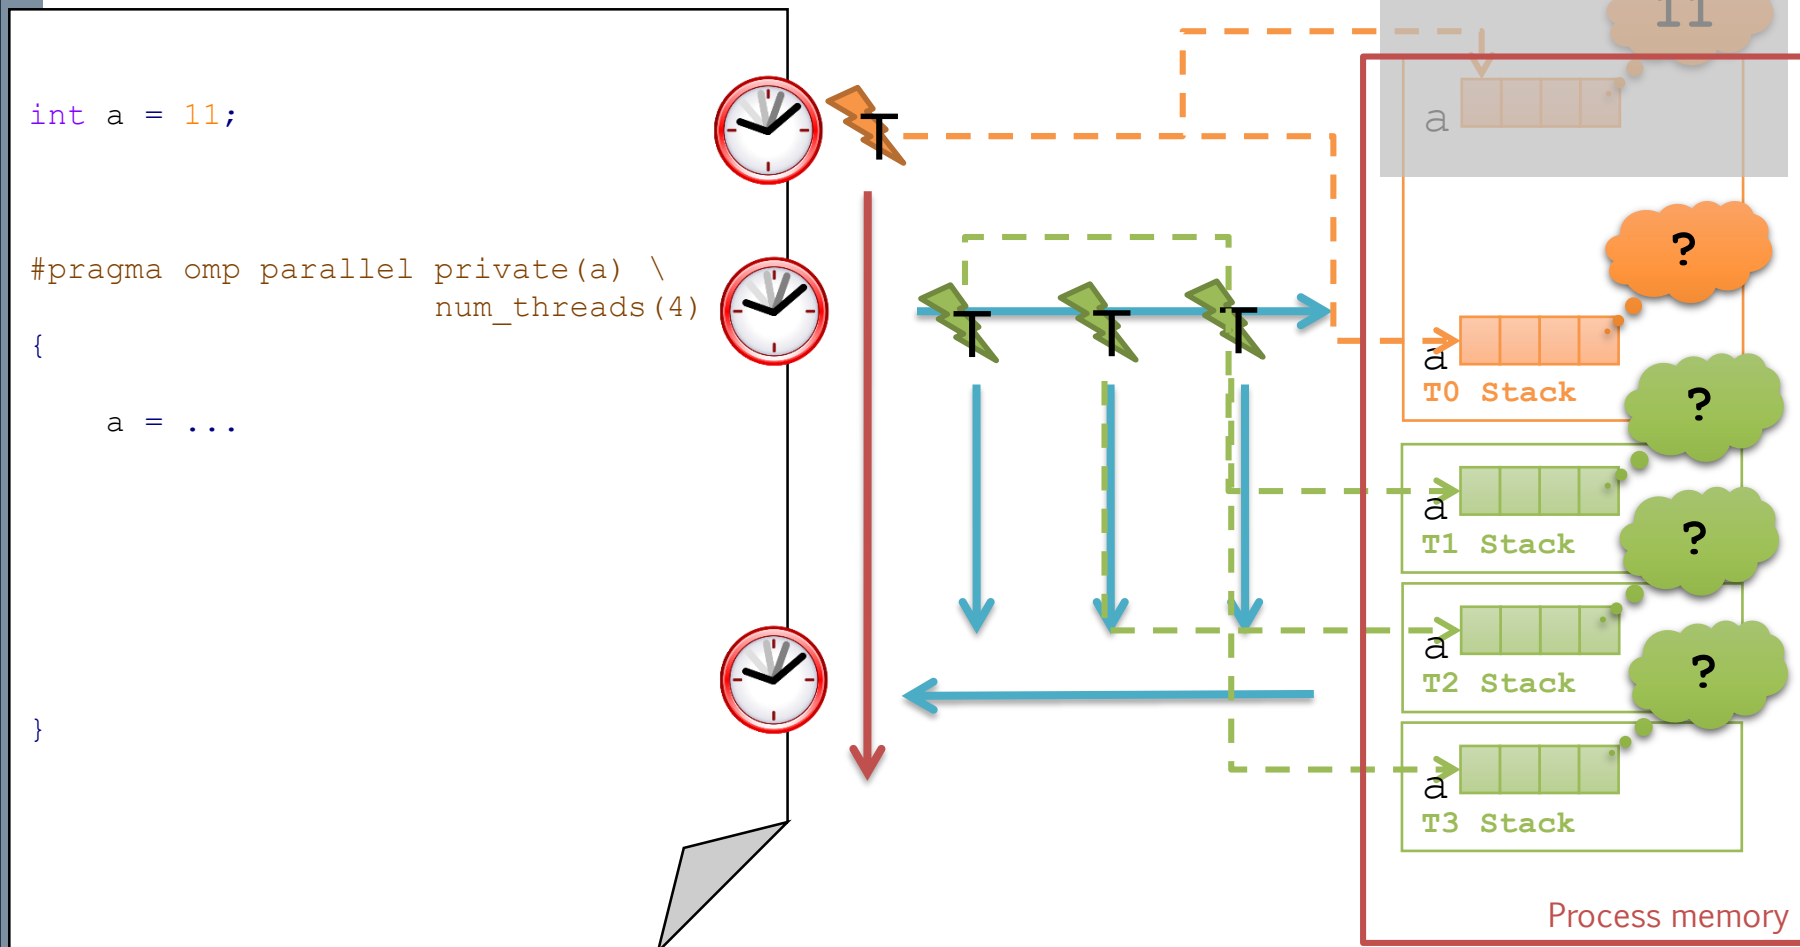 int a = 11;
#pragma omp parallel private(a) \
num_threads(4)
{
a = ...
}
T
T
T
T
11
a
?
a
T0 Stack
?
a
T1 Stack
?
a
T2 Stack
?
a
T3 Stack
Process memory